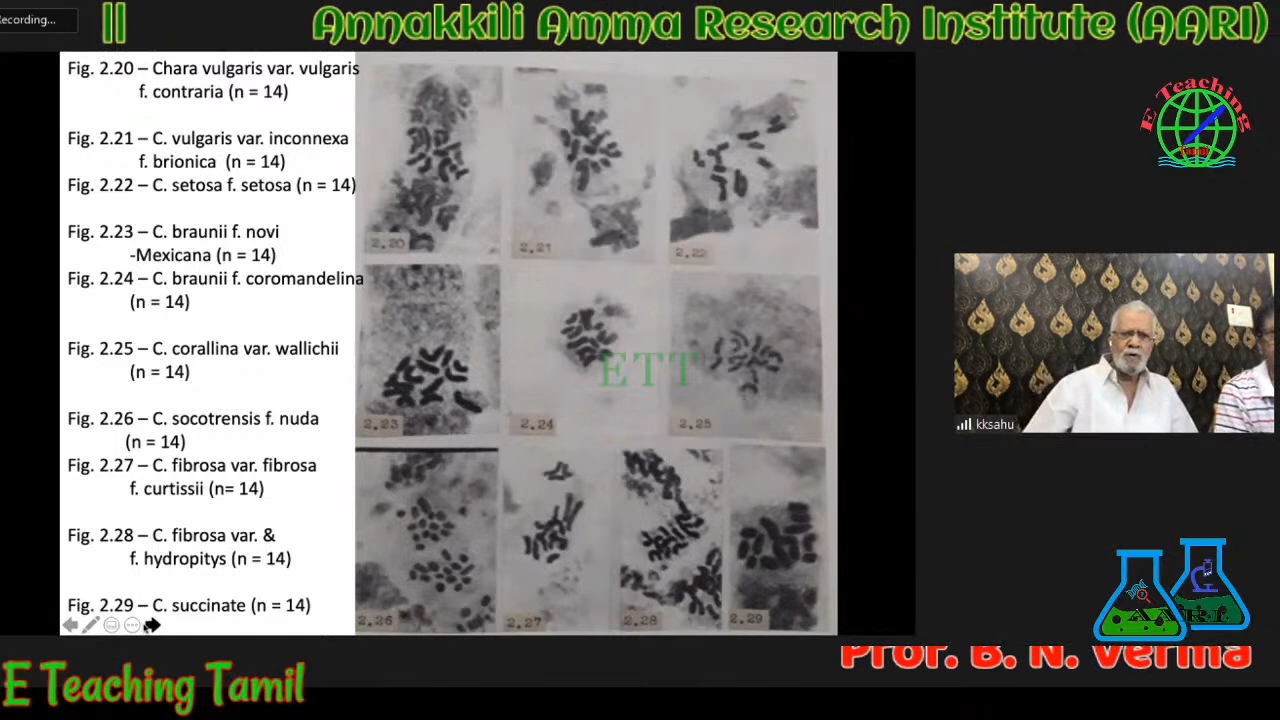 Recording...
II
Annakkili Amma Research Institute (AARI)
Fig. 2.20 – Chara vulgaris var. vulgaris
f. contraria (n = 14)
Fig. 2.21 – C. vulgaris var. inconnexa
f. brionica (n = 14)
Fig. 2.22 – C. setosa f. setosa (n = 14)
Fig. 2.23 – C. braunii f. novi
-Mexicana (n = 14)
Fig. 2.24 – C. braunii f. coromandelina
(n = 14)
Fig. 2.25 – C. corallina var. wallichii
(n = 14)
Fig. 2.26 – C. socotrensis f. nuda
(n = 14)
Fig. 2.27 – C. fibrosa var. fibrosa
f. curtissii (n= 14)
Fig. 2.28 – C. fibrosa var. &
f. hydropitys (n = 14)
Fig. 2.29 – C. succinate (n = 14)
2.20
2.21
2.22
2.23
2.24
2.25
2.26
2.27
2.28
2.29
ETT
E Teaching
Tamil
kksahu
AARI
Prof. B. N. Verma
E Teaching Tamil